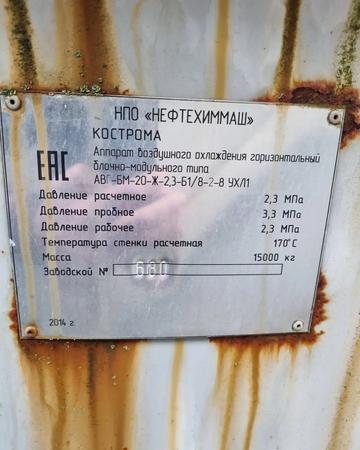 НПО «НЕФТЕХИММАШ»
КОСТРОМА
EAC
Аппарат воздушного охлаждения горизонтальный
блочно-модульного типа
АВГ-БМ-20-Ж-2,3-Б1/8-2-8 УХЛ1
Давление расчетное 2,3 МПа
Давление пробное 3,3 МПа
Давление рабочее 2,3 МПа
Температура стенки расчетная 170°С
Масса 15000 кг
Заводской № 680
2014 г.